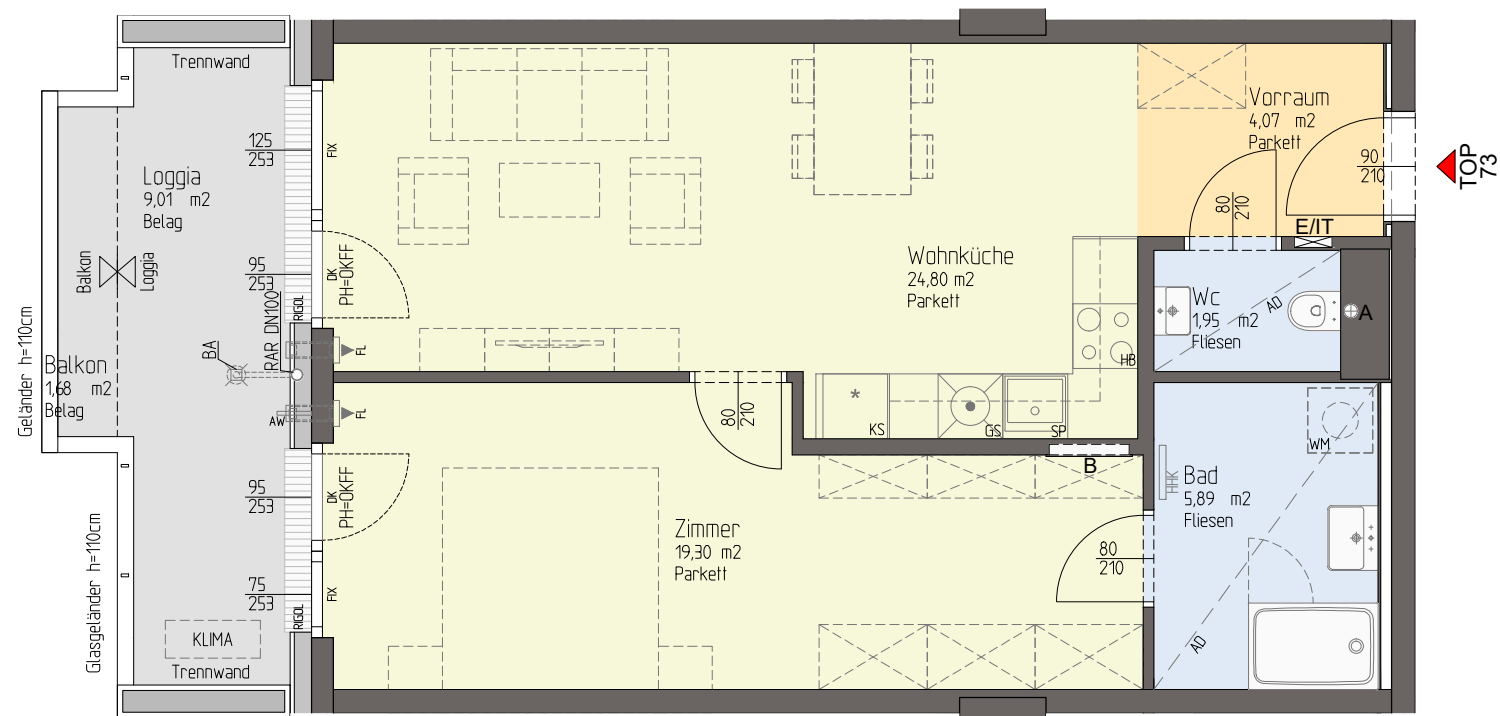 Trennwand
Loggia
9,01 m2
Belag
Balkon
Loggia
Geländer h=110cm
Balkon
1,68 m2
Belag
Glasgeländer h=110cm
BA
RAR DN100
AW
KLIMA
Trennwand
125
253
95
253
95
253
75
253
RIGOL
RIGOL
FIX
DK
PH=OKFF
FL
FL
DK
PH=OKFF
FIX
Wohnküche
24,80 m2
Parkett
HB
*
KS
GS
SP
80
210
B
Zimmer
19,30 m2
Parkett
80
210
Vorraum
4,07 m2
Parkett
90
210
80
210
E/IT
TOP
73
Wc
1,95 m2
Fliesen
AD
A
WM
HHK
Bad
5,89 m2
Fliesen
AD